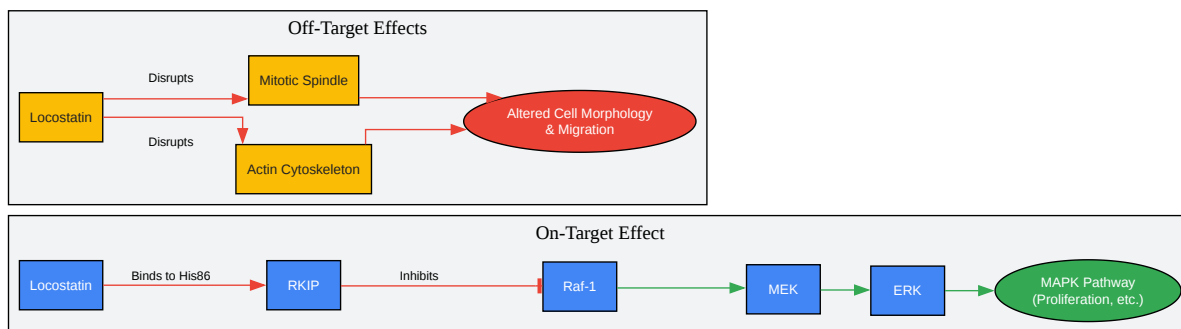 Off-Target Effects
Disrupts
Mitotic Spindle
Locostatin
Altered Cell Morphology
& Migration
Disrupts
Actin Cytoskeleton
On-Target Effect
Locostatin
Binds to His86
RKIP
Inhibits
Raf-1
MEK
ERK
MAPK Pathway
(Proliferation, etc.)